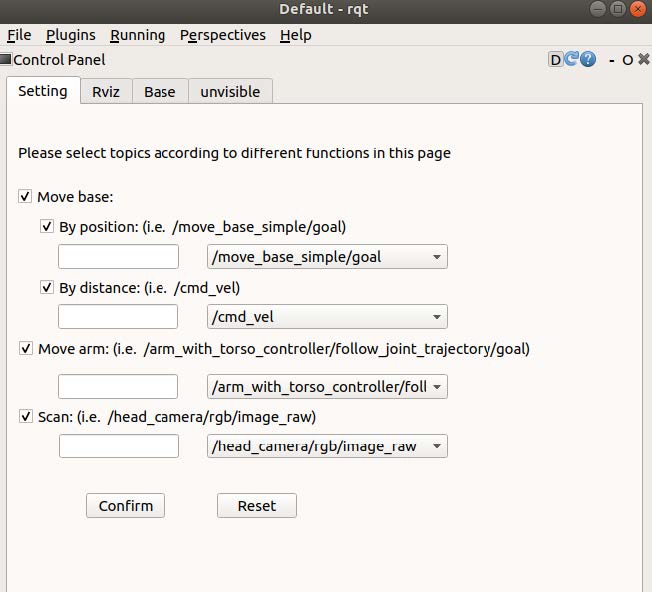 Default - rqt
File Plugins Running Perspectives Help
Control Panel D ? - O
Setting Rviz Base unvisible
Please select topics according to different functions in this page
Move base:
By position: (i.e. /move_base_simple/goal)
/move_base_simple/goal
By distance: (i.e. /cmd_vel)
/cmd_vel
Move arm: (i.e. /arm_with_torso_controller/follow_joint_trajectory/goal)
/arm_with_torso_controller/foll
Scan: (i.e. /head_camera/rgb/image_raw)
/head_camera/rgb/image_raw
Confirm Reset